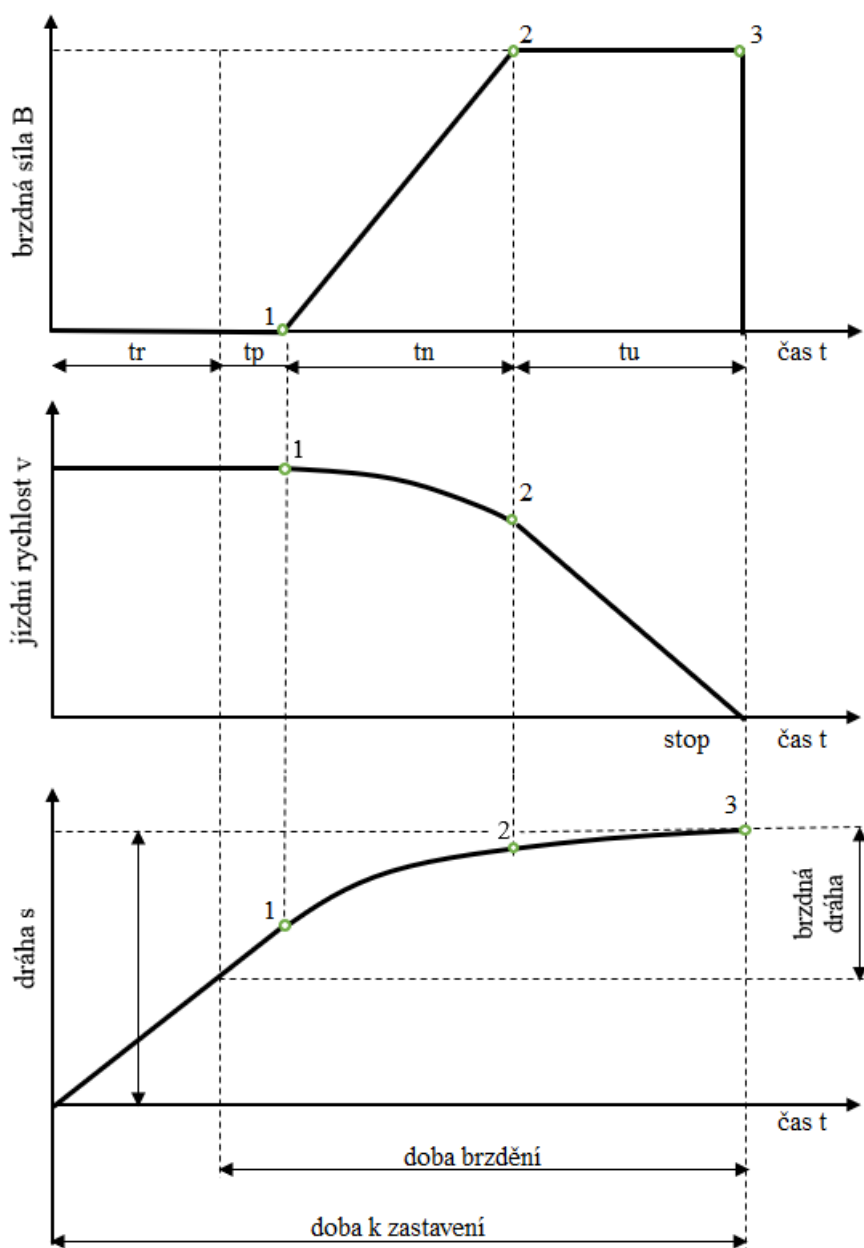 brzdná síla B
2
3
1
tr
tp
tn
tu
čas t
jízdní rychlost v
1
2
stop
čas t
dráha s
1
2
3
brzdná
dráha
čas t
doba brzdění
doba k zastavení